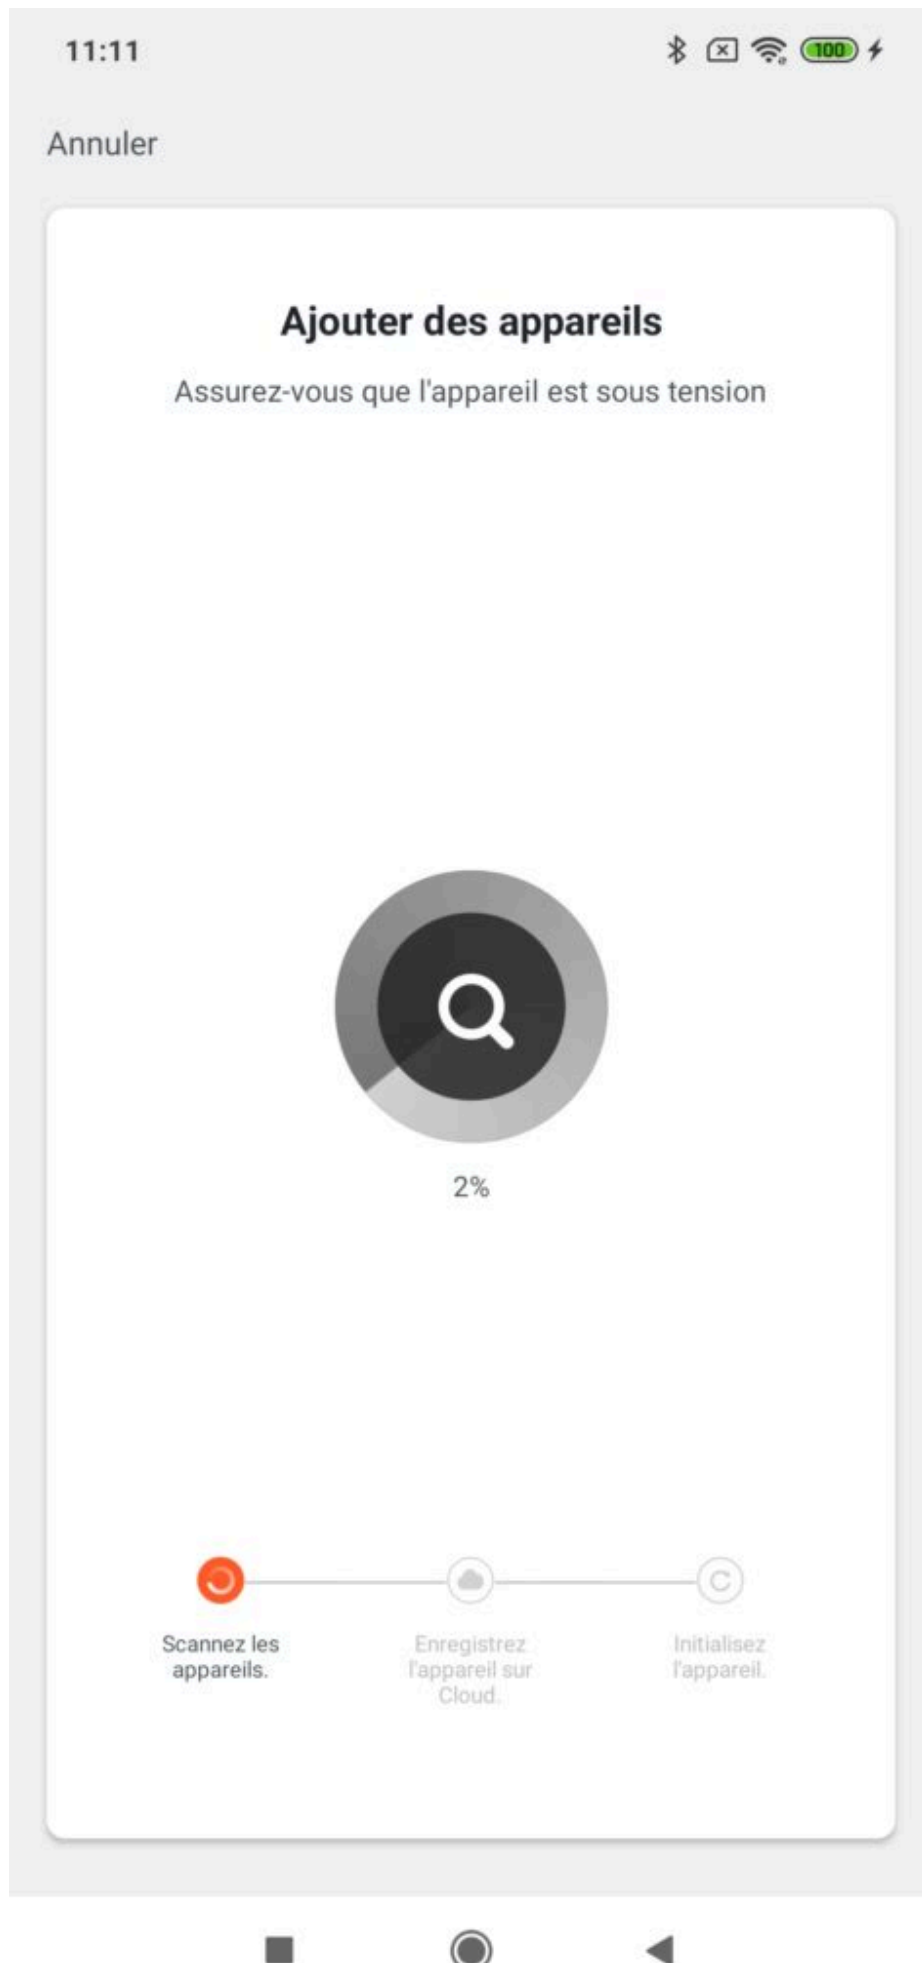 11:11
100
Annuler
Ajouter des appareils
Assurez-vous que l'appareil est sous tension
2%
Scannez les
appareils.
Enregistrez
l'appareil sur
Cloud.
Initialisez
l'appareil.